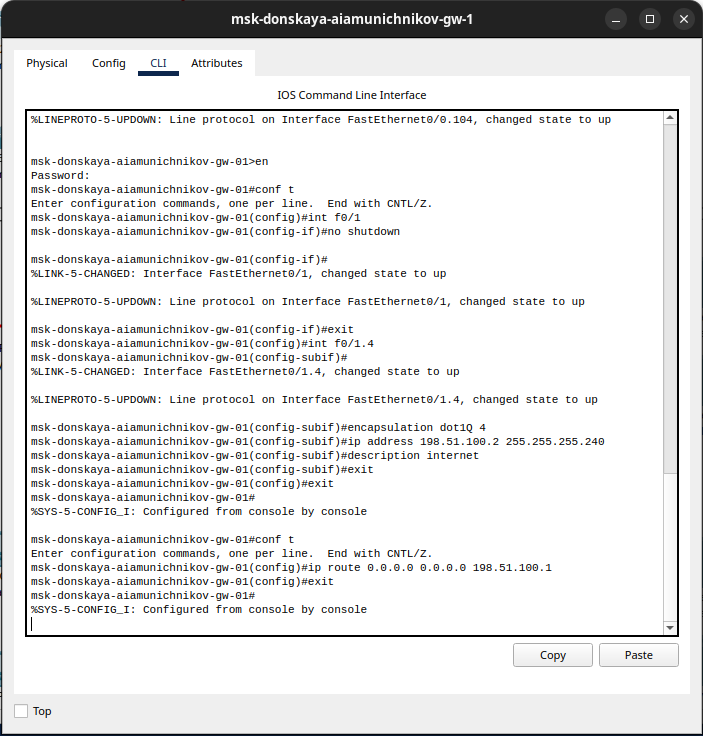 msk-donskaya-aiamunichnikov-gw-1
Physical Config CLI Attributes
IOS Command Line Interface
%LINEPROTO-5-UPDOWN: Line protocol on Interface FastEthernet0/0.104, changed state to up
msk-donskaya-aiamunichnikov-gw-01>en
Password:
msk-donskaya-aiamunichnikov-gw-01#conf t
Enter configuration commands, one per line.  End with CNTL/Z.
msk-donskaya-aiamunichnikov-gw-01(config)#int f0/1
msk-donskaya-aiamunichnikov-gw-01(config-if)#no shutdown
msk-donskaya-aiamunichnikov-gw-01(config-if)#
%LINK-5-CHANGED: Interface FastEthernet0/1, changed state to up
%LINEPROTO-5-UPDOWN: Line protocol on Interface FastEthernet0/1, changed state to up
msk-donskaya-aiamunichnikov-gw-01(config-if)#exit
msk-donskaya-aiamunichnikov-gw-01(config)#int f0/1.4
msk-donskaya-aiamunichnikov-gw-01(config-subif)#
%LINK-5-CHANGED: Interface FastEthernet0/1.4, changed state to up
%LINEPROTO-5-UPDOWN: Line protocol on Interface FastEthernet0/1.4, changed state to up
msk-donskaya-aiamunichnikov-gw-01(config-subif)#encapsulation dot1Q 4
msk-donskaya-aiamunichnikov-gw-01(config-subif)#ip address 198.51.100.2 255.255.255.240
msk-donskaya-aiamunichnikov-gw-01(config-subif)#description internet
msk-donskaya-aiamunichnikov-gw-01(config-subif)#exit
msk-donskaya-aiamunichnikov-gw-01(config)#exit
msk-donskaya-aiamunichnikov-gw-01#
%SYS-5-CONFIG_I: Configured from console by console
msk-donskaya-aiamunichnikov-gw-01#conf t
Enter configuration commands, one per line.  End with CNTL/Z.
msk-donskaya-aiamunichnikov-gw-01(config)#ip route 0.0.0.0 0.0.0.0 198.51.100.1
msk-donskaya-aiamunichnikov-gw-01(config)#exit
msk-donskaya-aiamunichnikov-gw-01#
%SYS-5-CONFIG_I: Configured from console by console
Copy Paste
Top